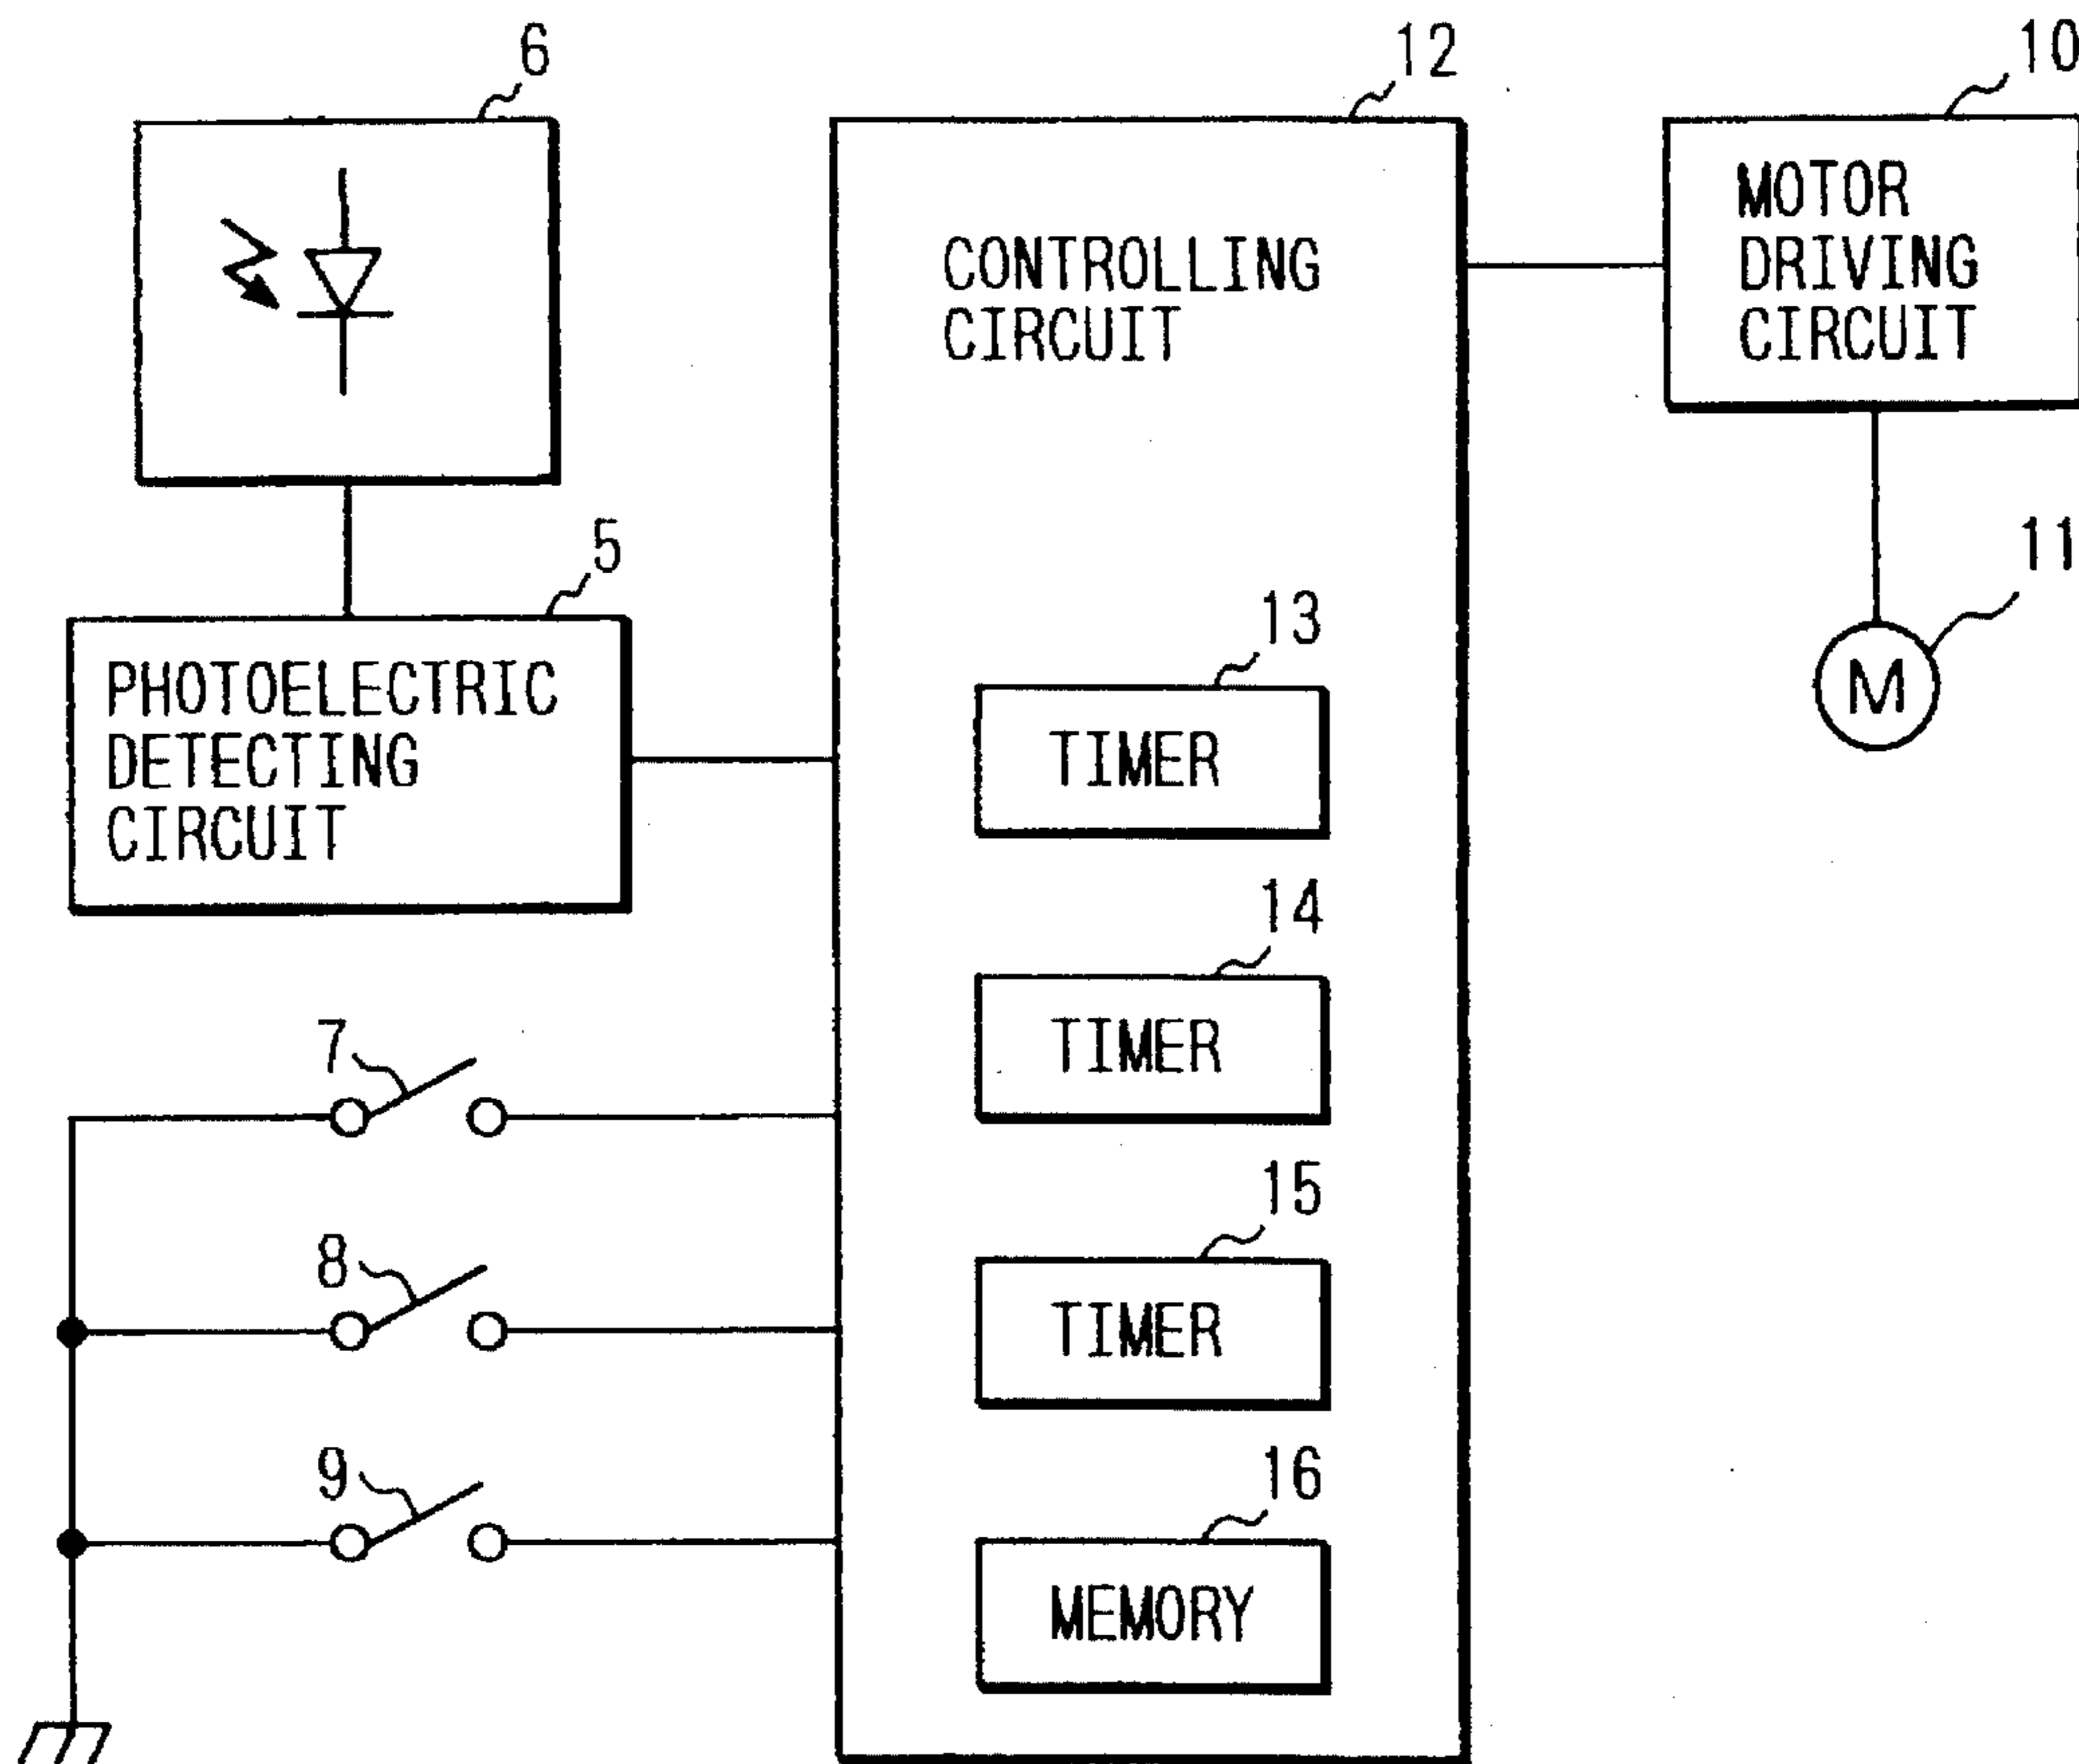 6
12
10
MOTOR
DRIVING
CIRCUIT
CONTROLLING
CIRCUIT
5
11
PHOTOELECTRIC
DETECTING
CIRCUIT
M
13
TIMER
14
TIMER
7
15
TIMER
8
9
16
MEMORY